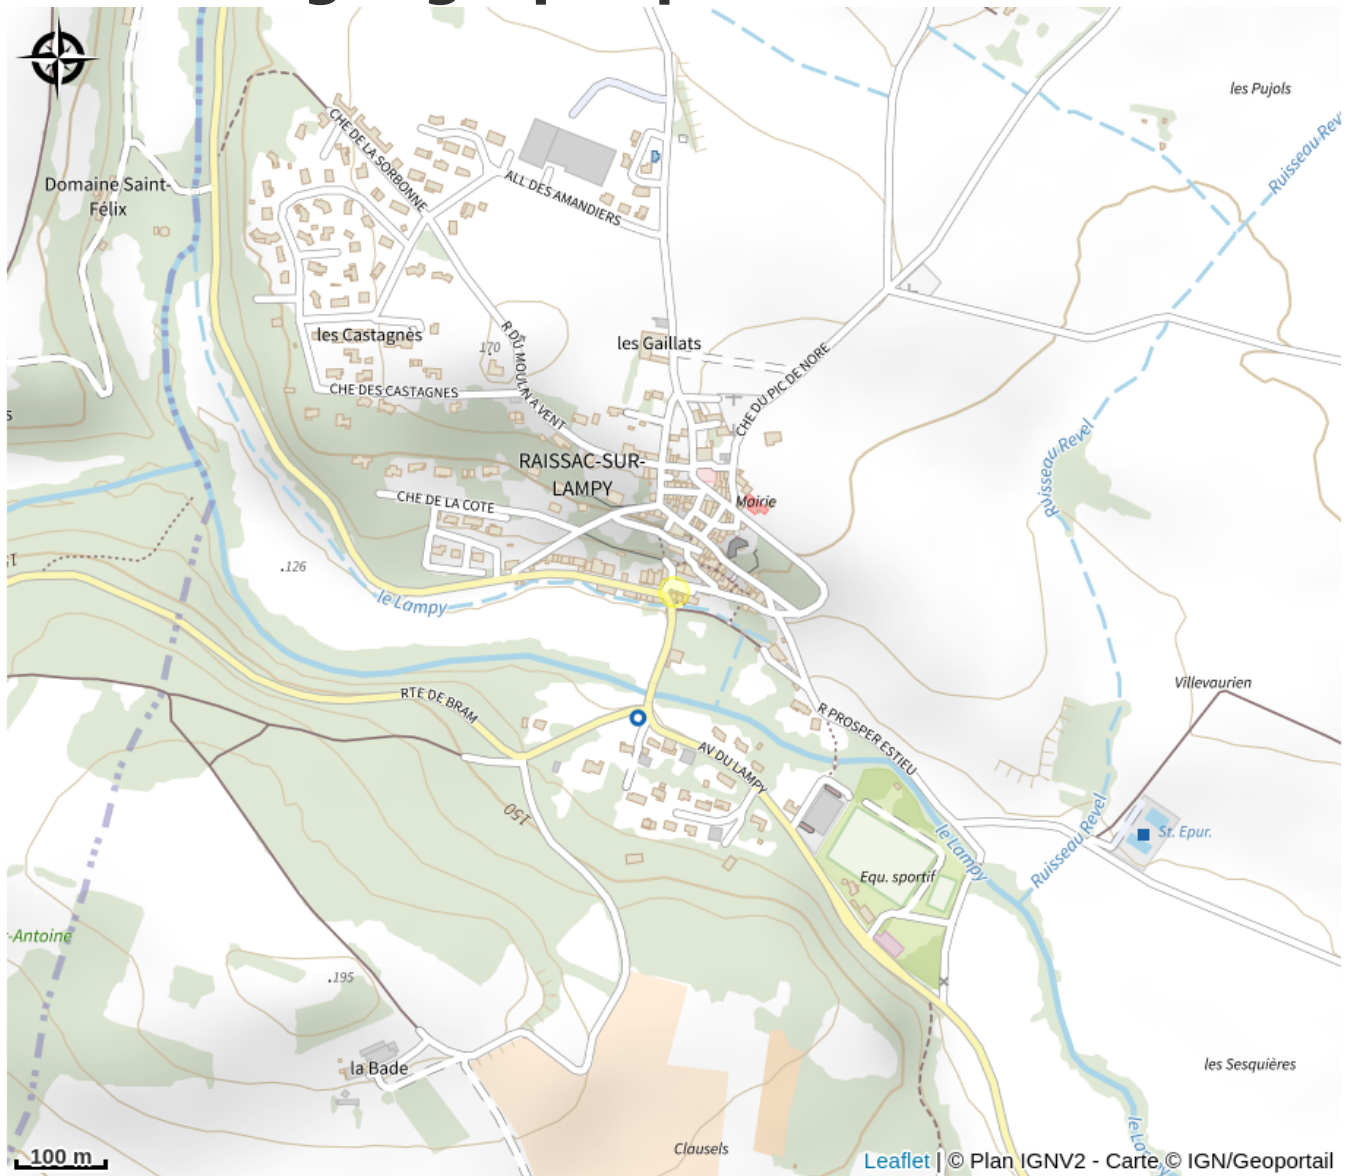 les Pujols
Ruisseau Rev
CHE DE LA SORBONNE
Domaine Saint-
Félix
ALL DES AMANDIERS
les Castagnès
R DU MOULIN A VENT
170
les Gaillats
CHE DU PIC DE NORE
CHE DES CASTAGNES
RAISSAC-SUR-
LAMPY
Ruisseau Revel
CHE DE LA COTE
Mairie
126
le Lampy
Villevaurien
RTE DE BRAM
R PROSPER ESTIEU
AV DU LAMPY
150
le Lampy
Ruisseau Revel
St. Epur.
Equ. sportif
-Antoine
195
la Bade
les Sesquières
Clausels
100 m
Leaflet | © Plan IGNV2 - Carte © IGN/Geoportail